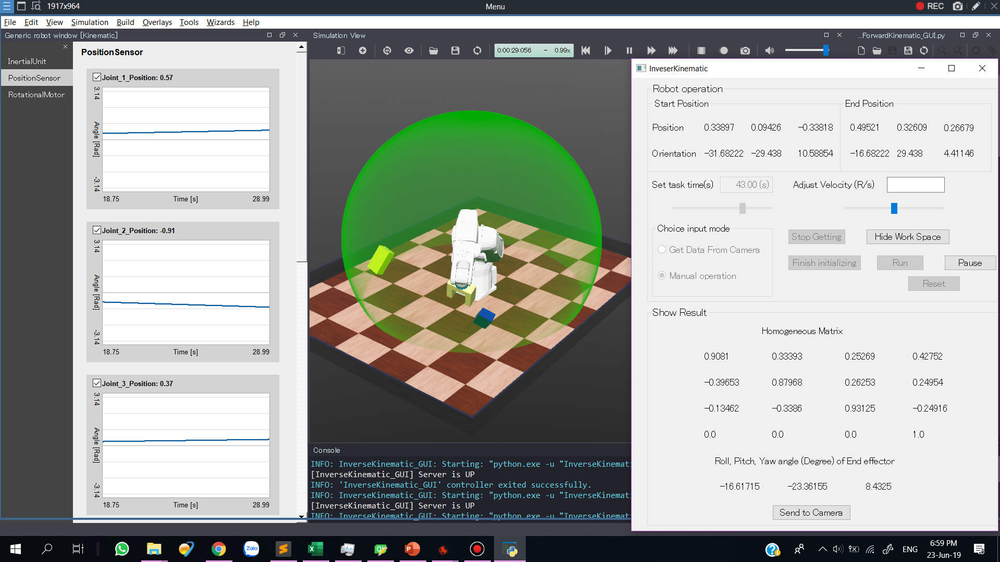 1917x964
Menu
REC
File Edit View Simulation Build Overlays Tools Wizards Help
Generic robot window [Kinematic]
InertialUnit
PositionSensor
RotationalMotor
PositionSensor
Joint_1_Position: 0.57
3.14
Angle [Rad]
-3.14
18.75 Time [s] 28.99
Joint_2_Position: -0.91
3.14
Angle [Rad]
-3.14
18.75 Time [s] 28.99
Joint_3_Position: 0.37
3.14
Angle [Rad]
-3.14
18.75 Time [s] 28.99
Simulation View
0:00:29:056 - 0.99x
...ForwardKinematic_GUI.py
Console
INFO: InverseKinematic_GUI: Starting: "python.exe -u "InverseKinemati
[InverseKinematic_GUI] Server is UP
INFO: 'InverseKinematic_GUI' controller exited successfully.
INFO: InverseKinematic_GUI: Starting: "python.exe -u "InverseKinemati
[InverseKinematic_GUI] Server is UP
INFO: InverseKinematic_GUI: Starting: "python.exe -u "InverseKinemati
InveserKinematic
Robot operation
Start Position End Position
Position 0.33897 0.09426 -0.33818 0.49521 0.32609 0.26679
Orientation -31.68222 -29.438 10.58854 -16.68222 29.438 4.41146
Set task time(s) 43.00 (s) Adjust Velocity (R/s)
Choice input mode
Get Data From Camera
Manual operation
Stop Getting Hide Work Space
Finish initializing Run Pause
Reset
Show Result
Homogeneous Matrix
0.9081 0.33393 0.25269 0.42752
-0.39653 0.87968 0.26253 0.24954
-0.13462 -0.3386 0.93125 -0.24916
0.0 0.0 0.0 1.0
Roll, Pitch, Yaw angle (Degree) of End effector
-16.61715 -23.36155 8.4325
Send to Camera
Zalo
ENG
6:59 PM
23-Jun-19